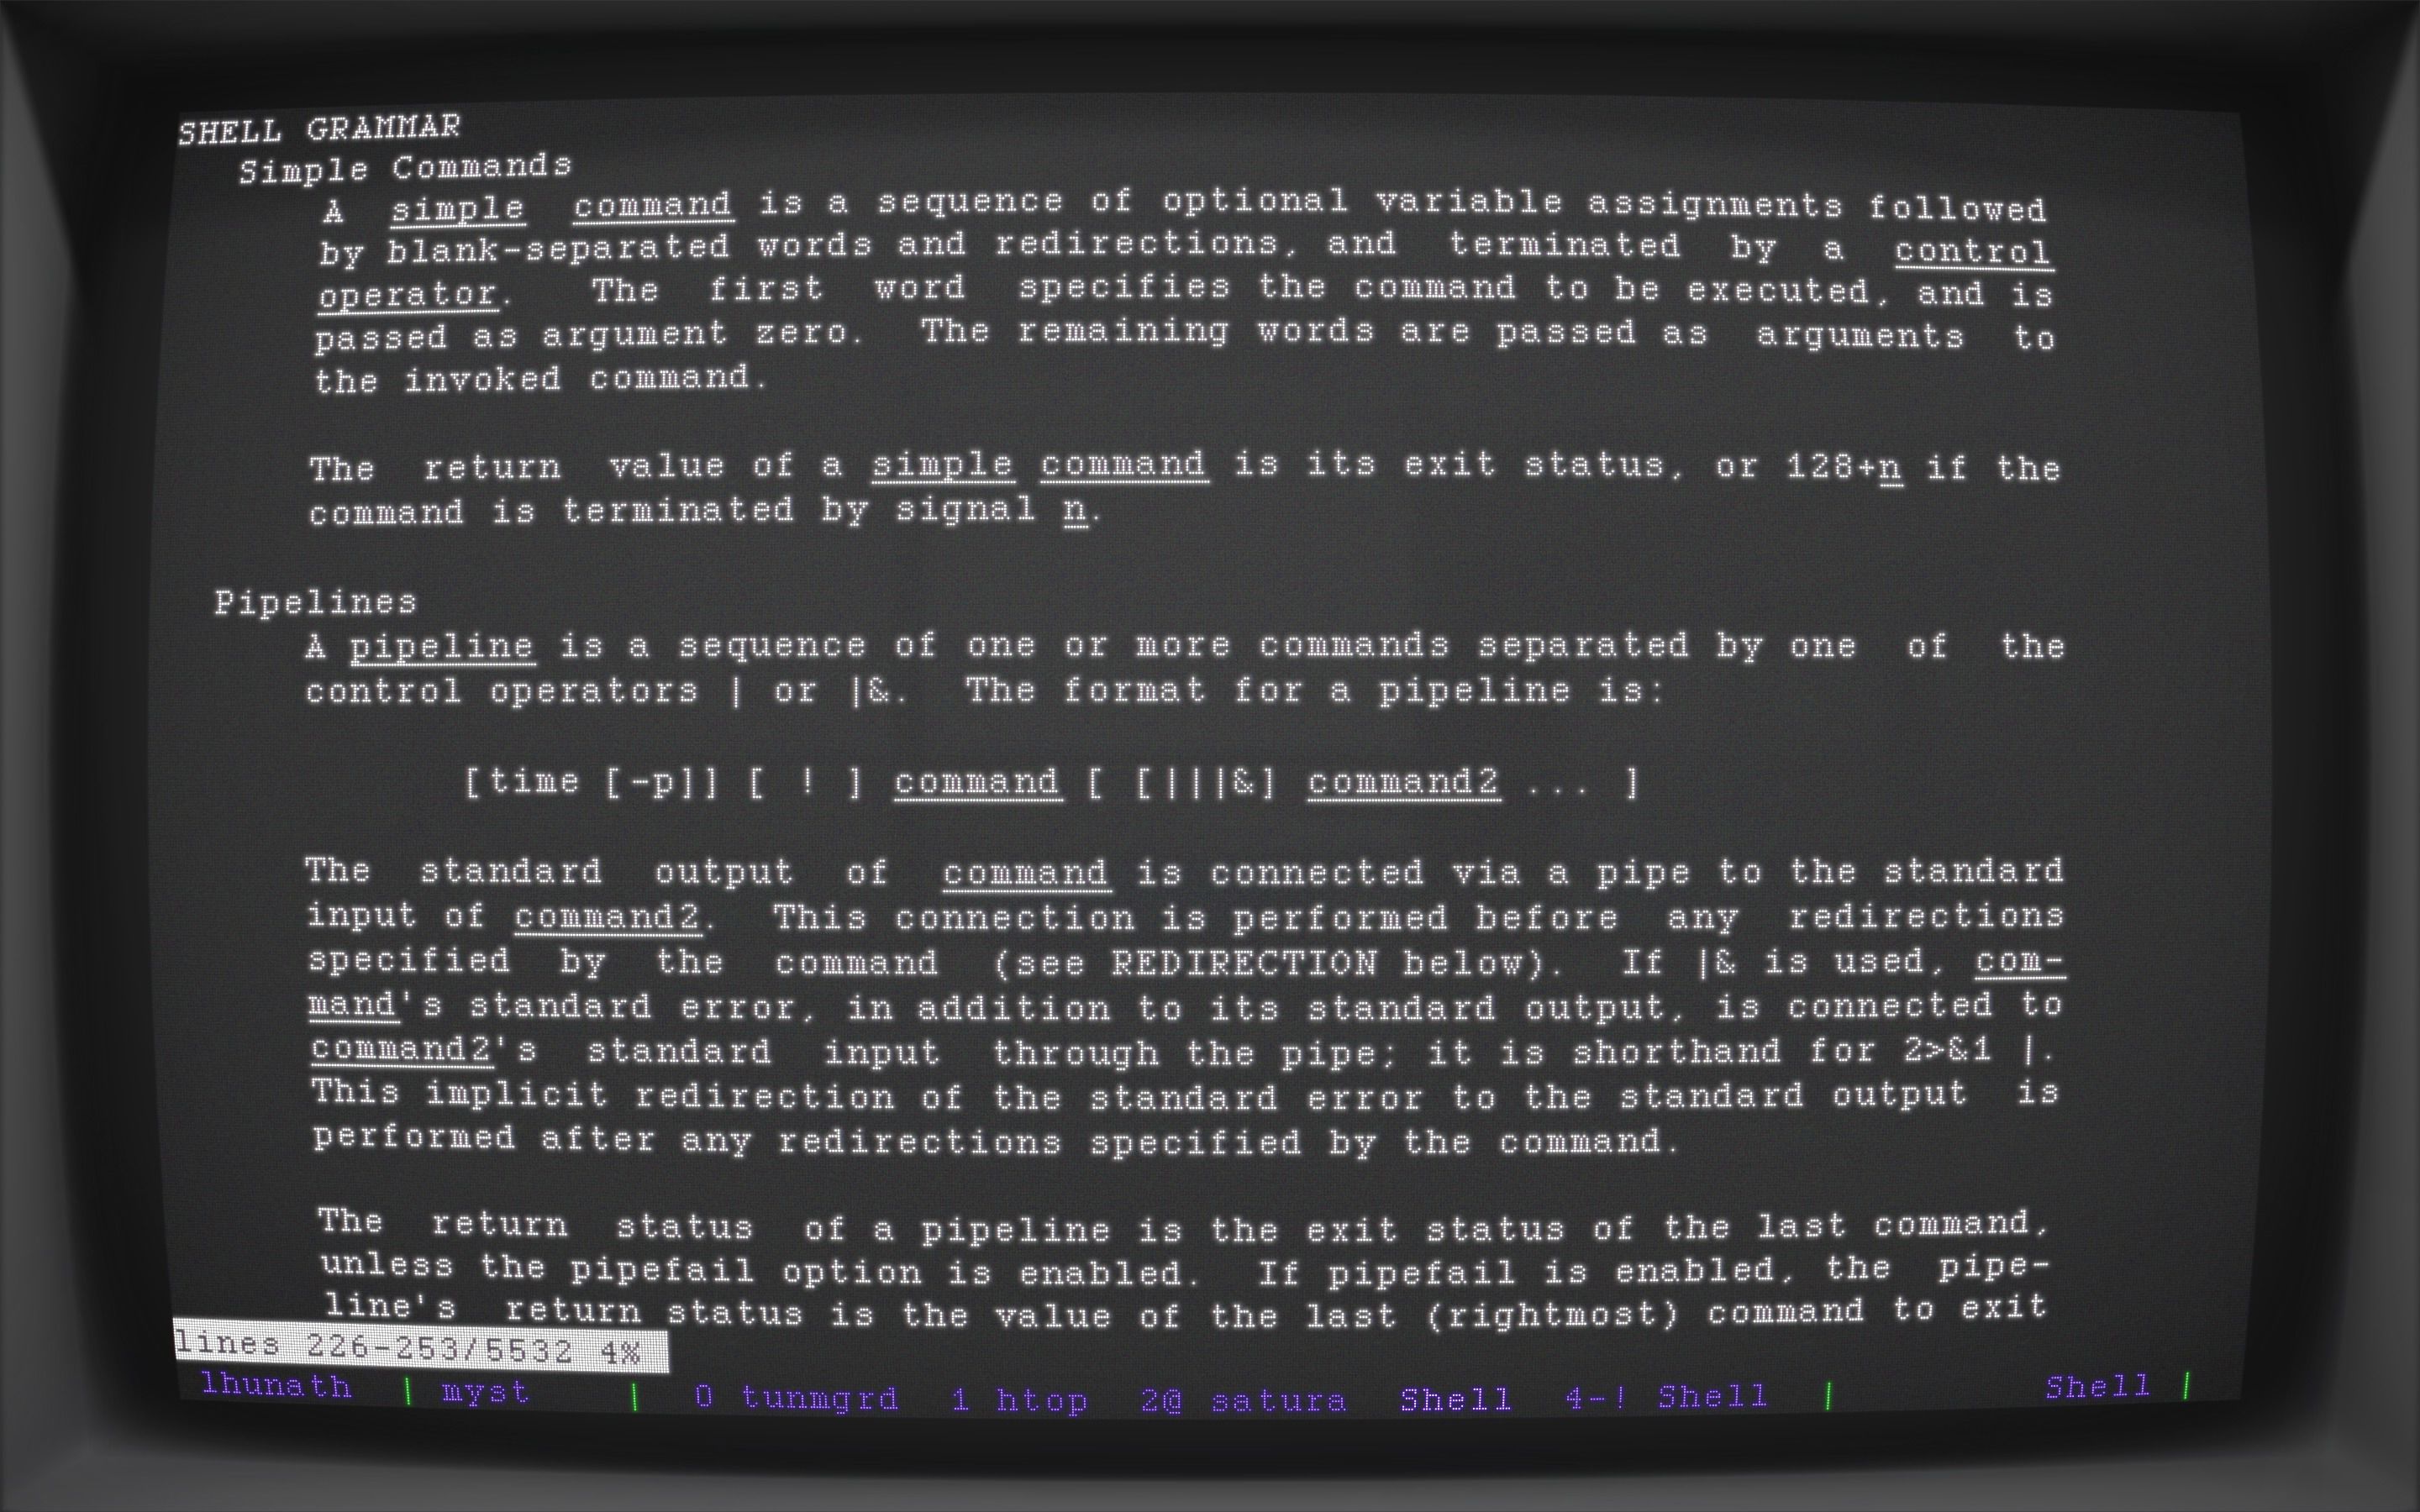 SHELL GRAMMAR
Simple Commands
A simple command is a sequence of optional variable assignments followed
by blank-separated words and redirections, and terminated by a control
operator. The first word specifies the command to be executed, and is
passed as argument zero. The remaining words are passed as arguments to
the invoked command.
The return value of a simple command is its exit status, or 128+n if the
command is terminated by signal n.
Pipelines
A pipeline is a sequence of one or more commands separated by one of the
control operators | or |&. The format for a pipeline is:
[time [-p]] [ ! ] command [ [|||&] command2 ... ]
The standard output of command is connected via a pipe to the standard
input of command2. This connection is performed before any redirections
specified by the command (see REDIRECTION below). If |& is used, com-
mand's standard error, in addition to its standard output, is connected to
command2's standard input through the pipe; it is shorthand for 2>&1 |.
This implicit redirection of the standard error to the standard output is
performed after any redirections specified by the command.
The return status of a pipeline is the exit status of the last command,
unless the pipefail option is enabled. If pipefail is enabled, the pipe-
line's return status is the value of the last (rightmost) command to exit
lines 226-253/5532 4%
lhunath | myst | 0 tunmgrd 1 htop 2@ satura Shell 4-! Shell | Shell |